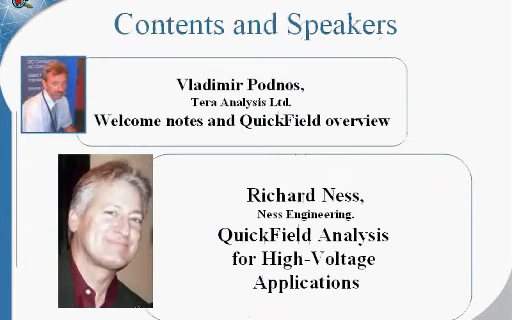 Contents and Speakers
Vladimir Podnos,
Tera Analysis Ltd.
Welcome notes and QuickField overview
Richard Ness,
Ness Engineering.
QuickField Analysis
for High-Voltage
Applications